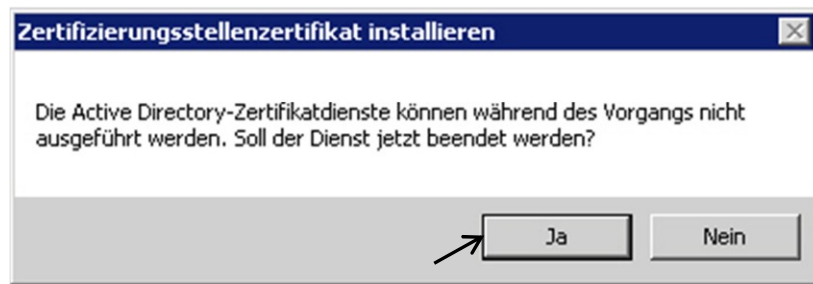 Zertifizierungsstellenzertifikat installieren
Die Active Directory-Zertifikatdienste können während des Vorgangs nicht
ausgeführt werden. Soll der Dienst jetzt beendet werden?
Ja Nein